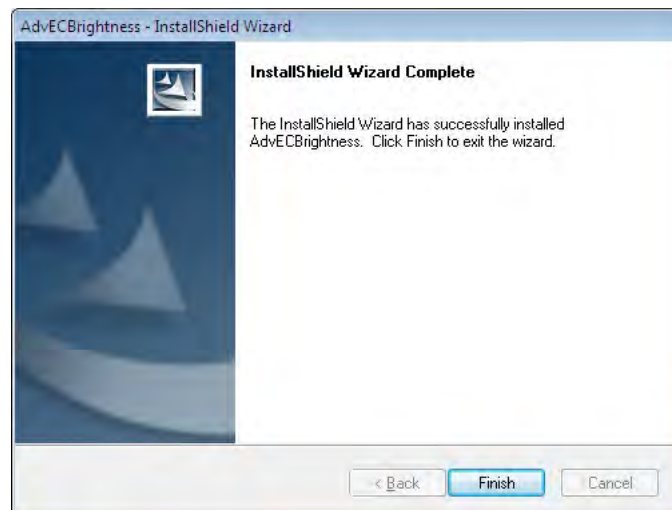 AdvECBrightness - InstallShield Wizard
InstallShield Wizard Complete
The InstallShield Wizard has successfully installed
AdvECBrightness. Click Finish to exit the wizard.
< Back
Finish
Cancel